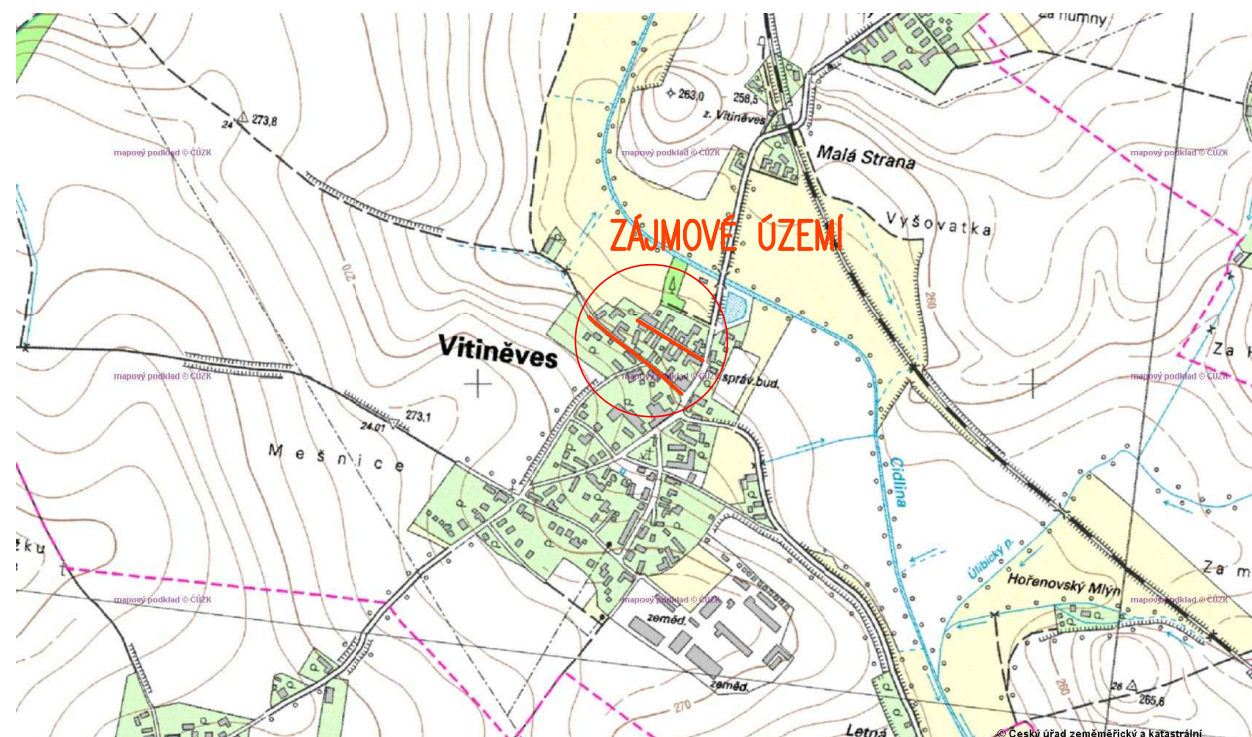 Za humny
263,0
258,5
z. Vitiněves
24
273,8
mapový podklad © ČÚZK
mapový podklad © ČÚZK
mapový podklad © ČÚZK
Malá Strana
Vyšovatka
ZÁJMOVÉ ÚZEMÍ
270
260
Vitiněves
Za
mapový podklad © ČÚZK
mapový podklad © ČÚZK
mapový podklad © ČÚZK
správ.bud.
273,1
24.01
Mešnice
Cidlina
Úlibický p.
Hořenovský Mlýn
Za m
mapový podklad © ČÚZK
mapový podklad © ČÚZK
mapový podklad © ČÚZK
zeměd.
zeměd.
270
260
26
265,8
Letná
© Český úřad zeměměřický a katastrální